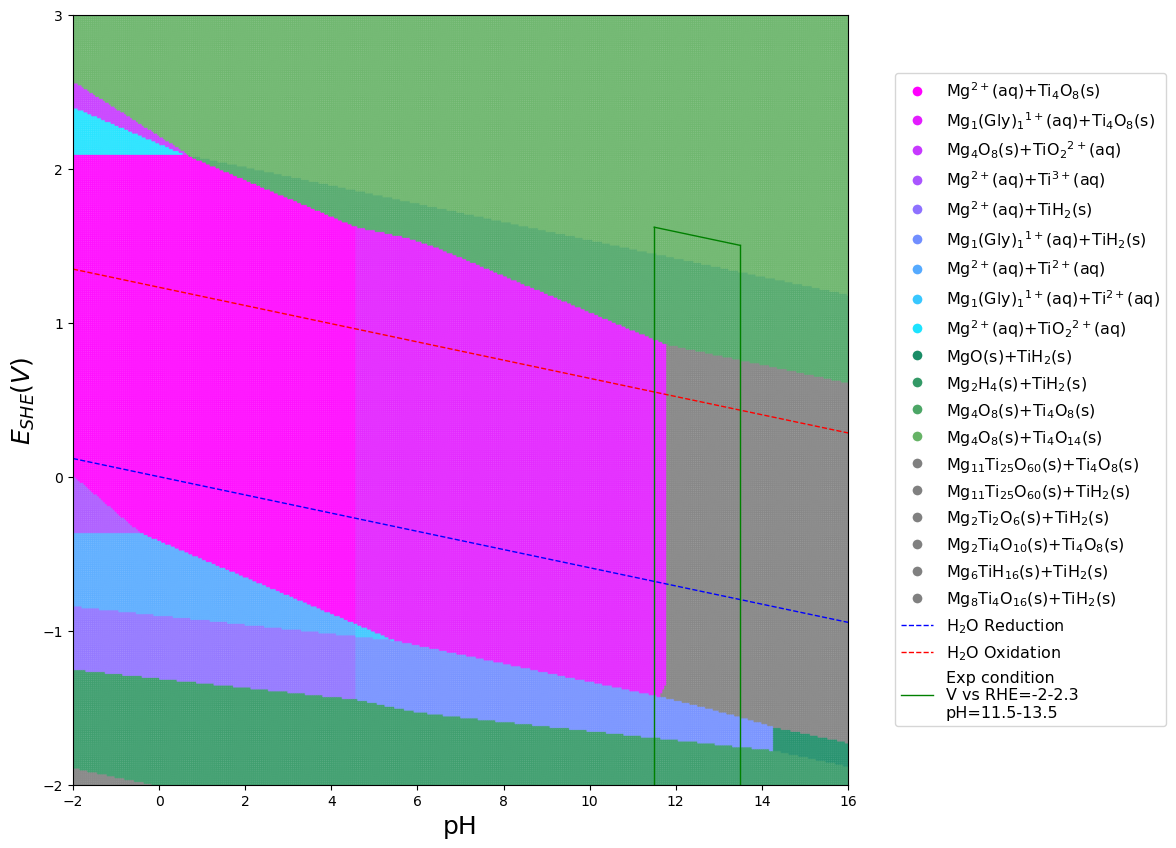 3
2
1
0
−1
−2
−2
0
2
4
6
8
10
12
14
16
E_SHE(V)
pH
Mg²⁺(aq)+Ti₄O₈(s)
Mg₁(Gly)₁¹⁺(aq)+Ti₄O₈(s)
Mg₄O₈(s)+TiO₂²⁺(aq)
Mg²⁺(aq)+Ti³⁺(aq)
Mg²⁺(aq)+TiH₂(s)
Mg₁(Gly)₁¹⁺(aq)+TiH₂(s)
Mg²⁺(aq)+Ti²⁺(aq)
Mg₁(Gly)₁¹⁺(aq)+Ti²⁺(aq)
Mg²⁺(aq)+TiO₂²⁺(aq)
MgO(s)+TiH₂(s)
Mg₂H₄(s)+TiH₂(s)
Mg₄O₈(s)+Ti₄O₈(s)
Mg₄O₈(s)+Ti₄O₁₄(s)
Mg₁₁Ti₂₅O₆₀(s)+Ti₄O₈(s)
Mg₁₁Ti₂₅O₆₀(s)+TiH₂(s)
Mg₂Ti₂O₆(s)+TiH₂(s)
Mg₂Ti₄O₁₀(s)+Ti₄O₈(s)
Mg₆TiH₁₆(s)+TiH₂(s)
Mg₈Ti₄O₁₆(s)+TiH₂(s)
H₂O Reduction
H₂O Oxidation
Exp condition
V vs RHE=-2-2.3
pH=11.5-13.5